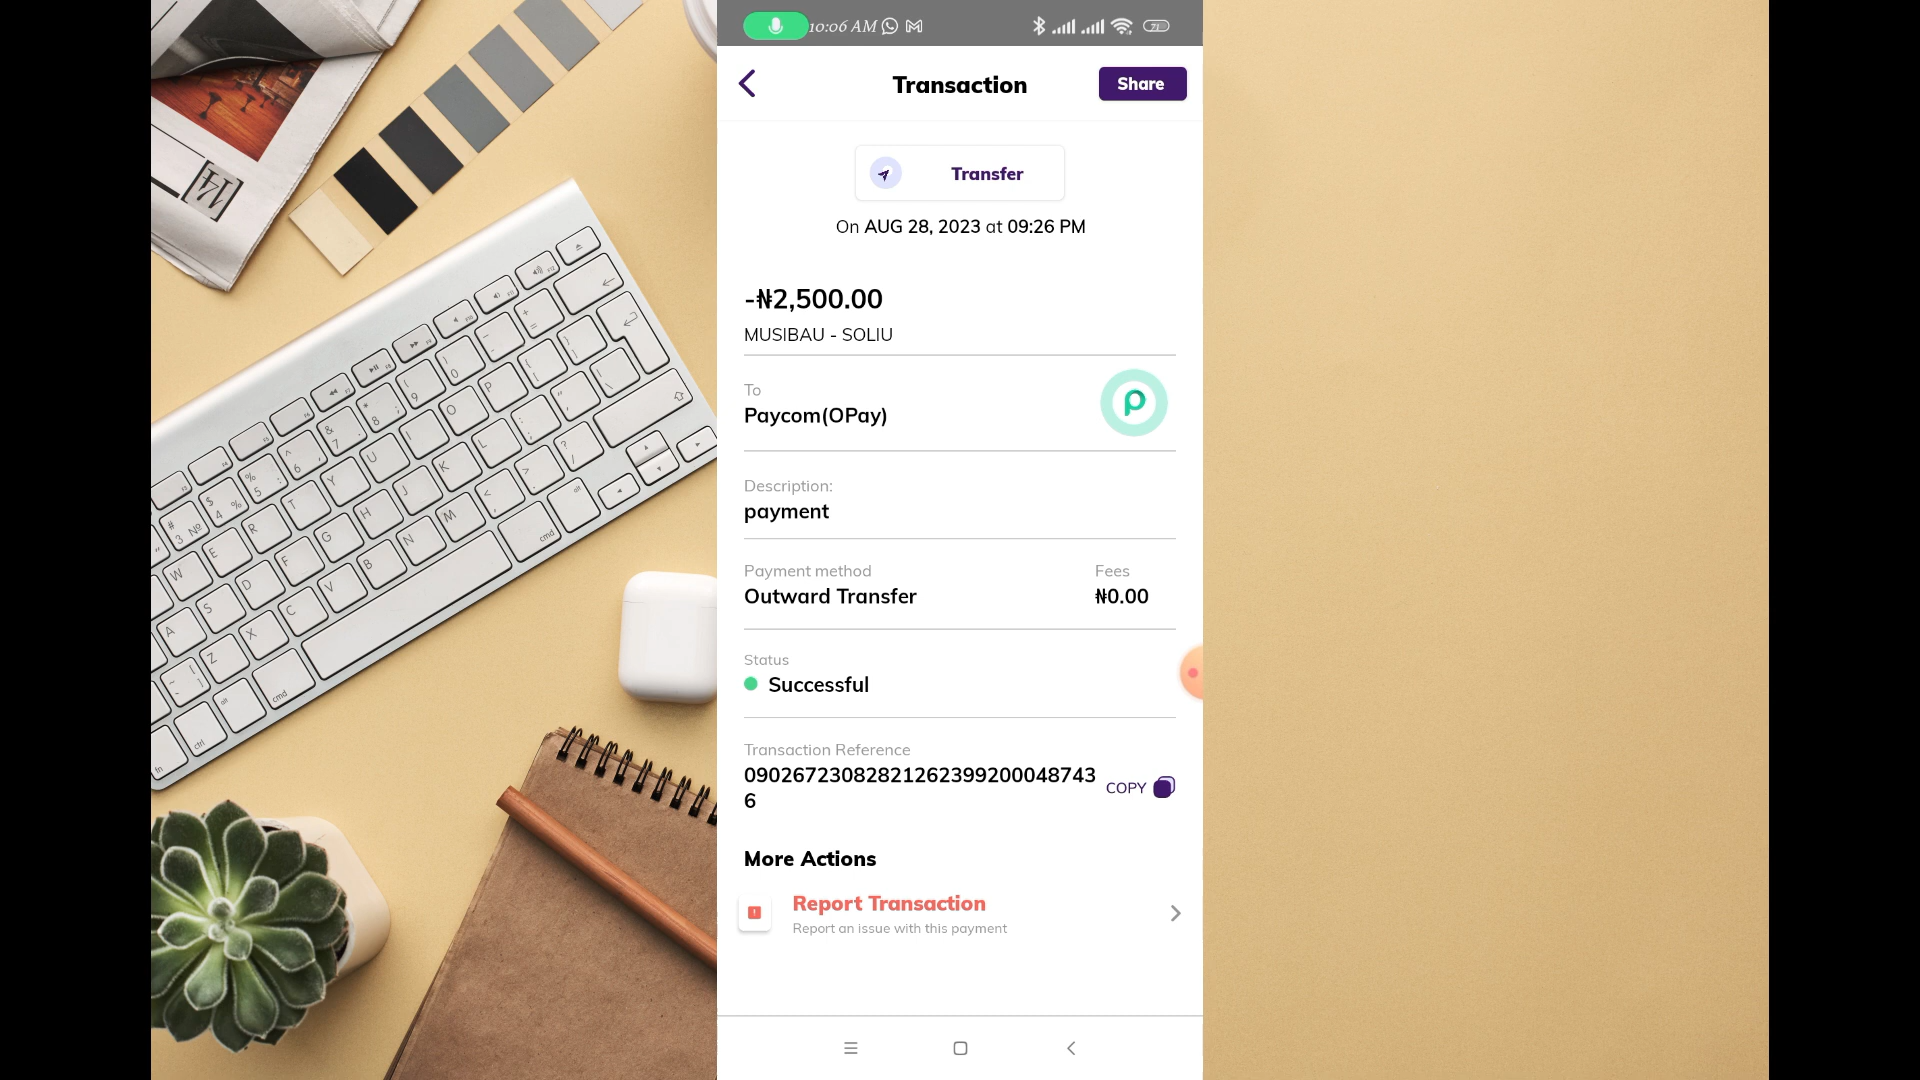 10:06 AM
71
Transaction
Share
Transfer
On AUG 28, 2023 at 09:26 PM
-₦2,500.00
MUSIBAU - SOLIU
To
Paycom(OPay)
Description:
payment
Payment method
Fees
Outward Transfer
₦0.00
Status
Successful
Transaction Reference
09026723082821262399200048743
6
COPY
More Actions
Report Transaction
Report an issue with this payment